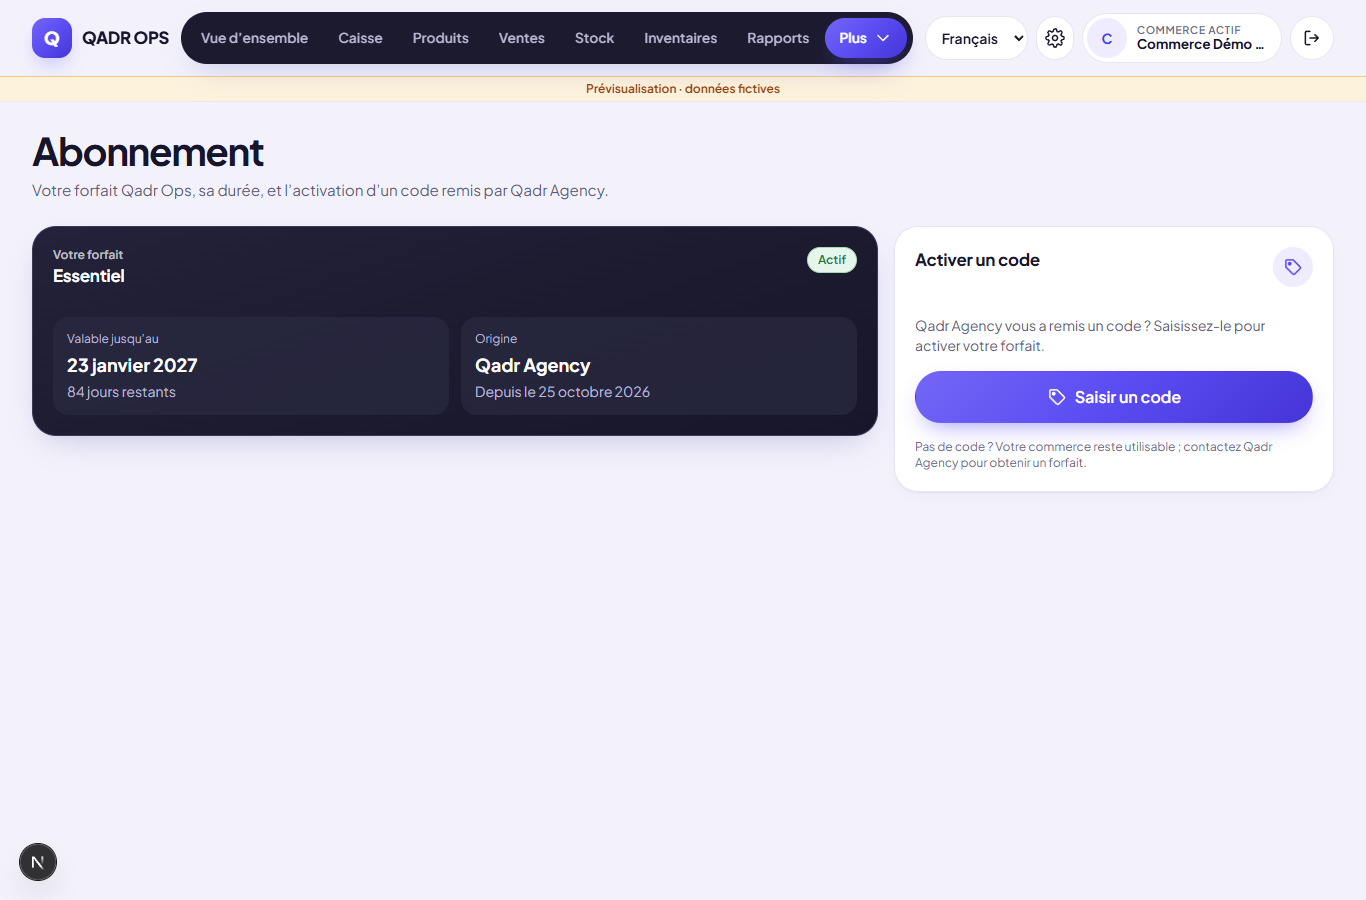 Q QADR OPS Vue d’ensemble Caisse Produits Ventes Stock Inventaires Rapports Plus Français C COMMERCE ACTIF
Commerce Démo ...
Prévisualisation · données fictives
Abonnement
Votre forfait Qadr Ops, sa durée, et l’activation d’un code remis par Qadr Agency.
Votre forfait
Essentiel
Actif
Valable jusqu’au
23 janvier 2027
84 jours restants
Origine
Qadr Agency
Depuis le 25 octobre 2026
Activer un code
Qadr Agency vous a remis un code ? Saisissez-le pour
activer votre forfait.
Saisir un code
Pas de code ? Votre commerce reste utilisable ; contactez Qadr
Agency pour obtenir un forfait.
N